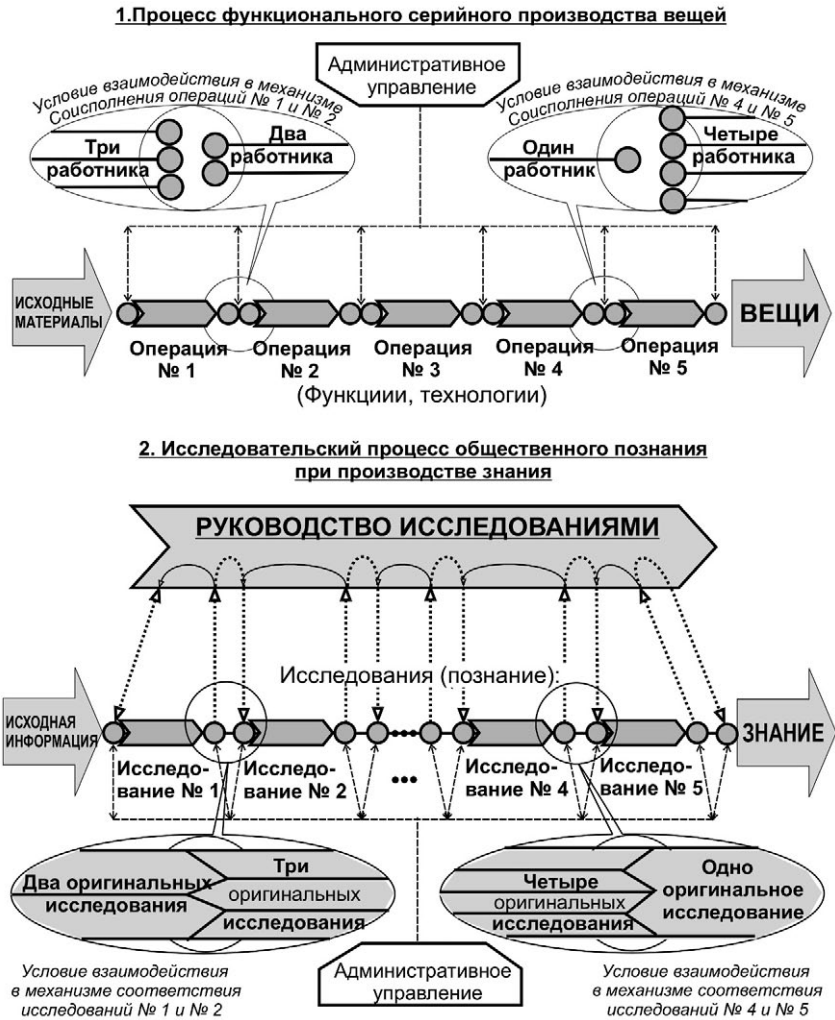 1.Процесс функционального серийного производства вещей
Административное
управление
Условие взаимодействия в механизме
Соисполнения операций № 1 и № 2
Три
работника
Два
работника
Условие взаимодействия в механизме
Соисполнения операций № 4 и № 5
Один
работник
Четыре
работника
ИСХОДНЫЕ
МАТЕРИАЛЫ
ВЕЩИ
Операция
№ 1
Операция
№ 2
Операция
№ 3
Операция
№ 4
Операция
№ 5
(Функциии, технологии)
2. Исследовательский процесс общественного познания
при производстве знания
РУКОВОДСТВО ИССЛЕДОВАНИЯМИ
Исследования (познание):
ИСХОДНАЯ
ИНФОРМАЦИЯ
ЗНАНИЕ
Исследо-
вание № 1
Исследо-
вание № 2
...
Исследо-
вание № 4
Исследо-
вание № 5
Два оригинальных
исследования
Три
оригинальных
исследования
Четыре
оригинальных
исследования
Одно
оригинальное
исследование
Административное
управление
Условие взаимодействия
в механизме соответствия
исследований № 1 и № 2
Условие взаимодействия
в механизме соответствия
исследований № 4 и № 5